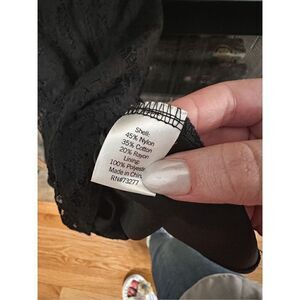 Shell:
45% Nylon
35% Cotton
20% Rayon
Lining:
100% Polyester
Made in China
RN#73277